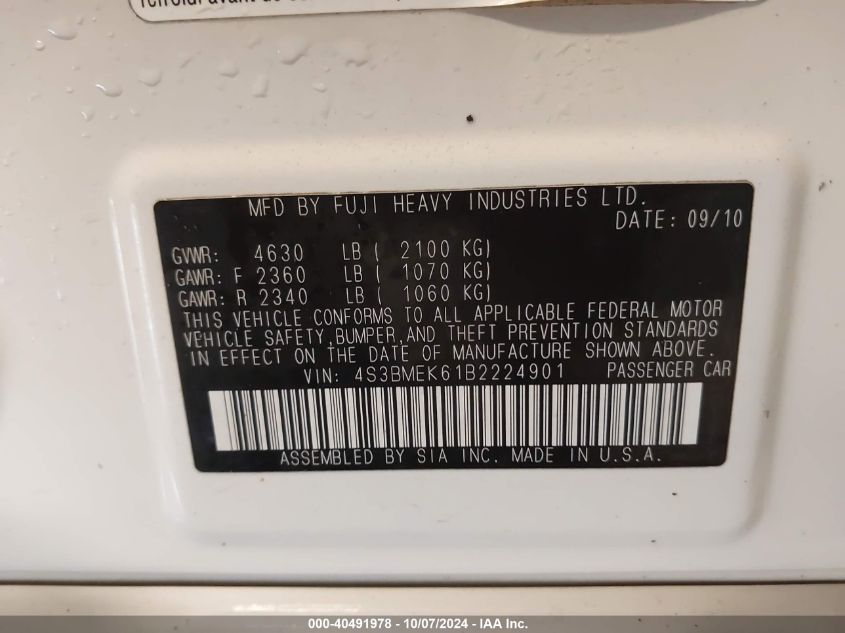 refroidi avant de
MFD BY FUJI HEAVY INDUSTRIES LTD.
DATE: 09/10
GVWR: 4630 LB ( 2100 KG)
GAWR: F 2360 LB ( 1070 KG)
GAWR: R 2340 LB ( 1060 KG)
THIS VEHICLE CONFORMS TO ALL APPLICABLE FEDERAL MOTOR
VEHICLE SAFETY,BUMPER,AND THEFT PREVENTION STANDARDS
IN EFFECT ON THE DATE OF MANUFACTURE SHOWN ABOVE.
VIN: 4S3BMEK61B2224901 PASSENGER CAR
ASSEMBLED BY SIA INC. MADE IN U.S.A.
000-40491978 - 10/07/2024 - IAA Inc.